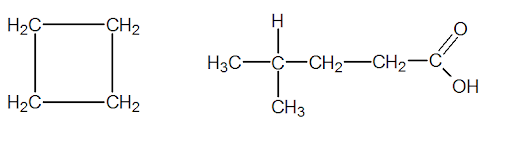 H₂C CH₂
H₂C CH₂
H
O
H₃C C CH₂ CH₂ C
OH
CH₃